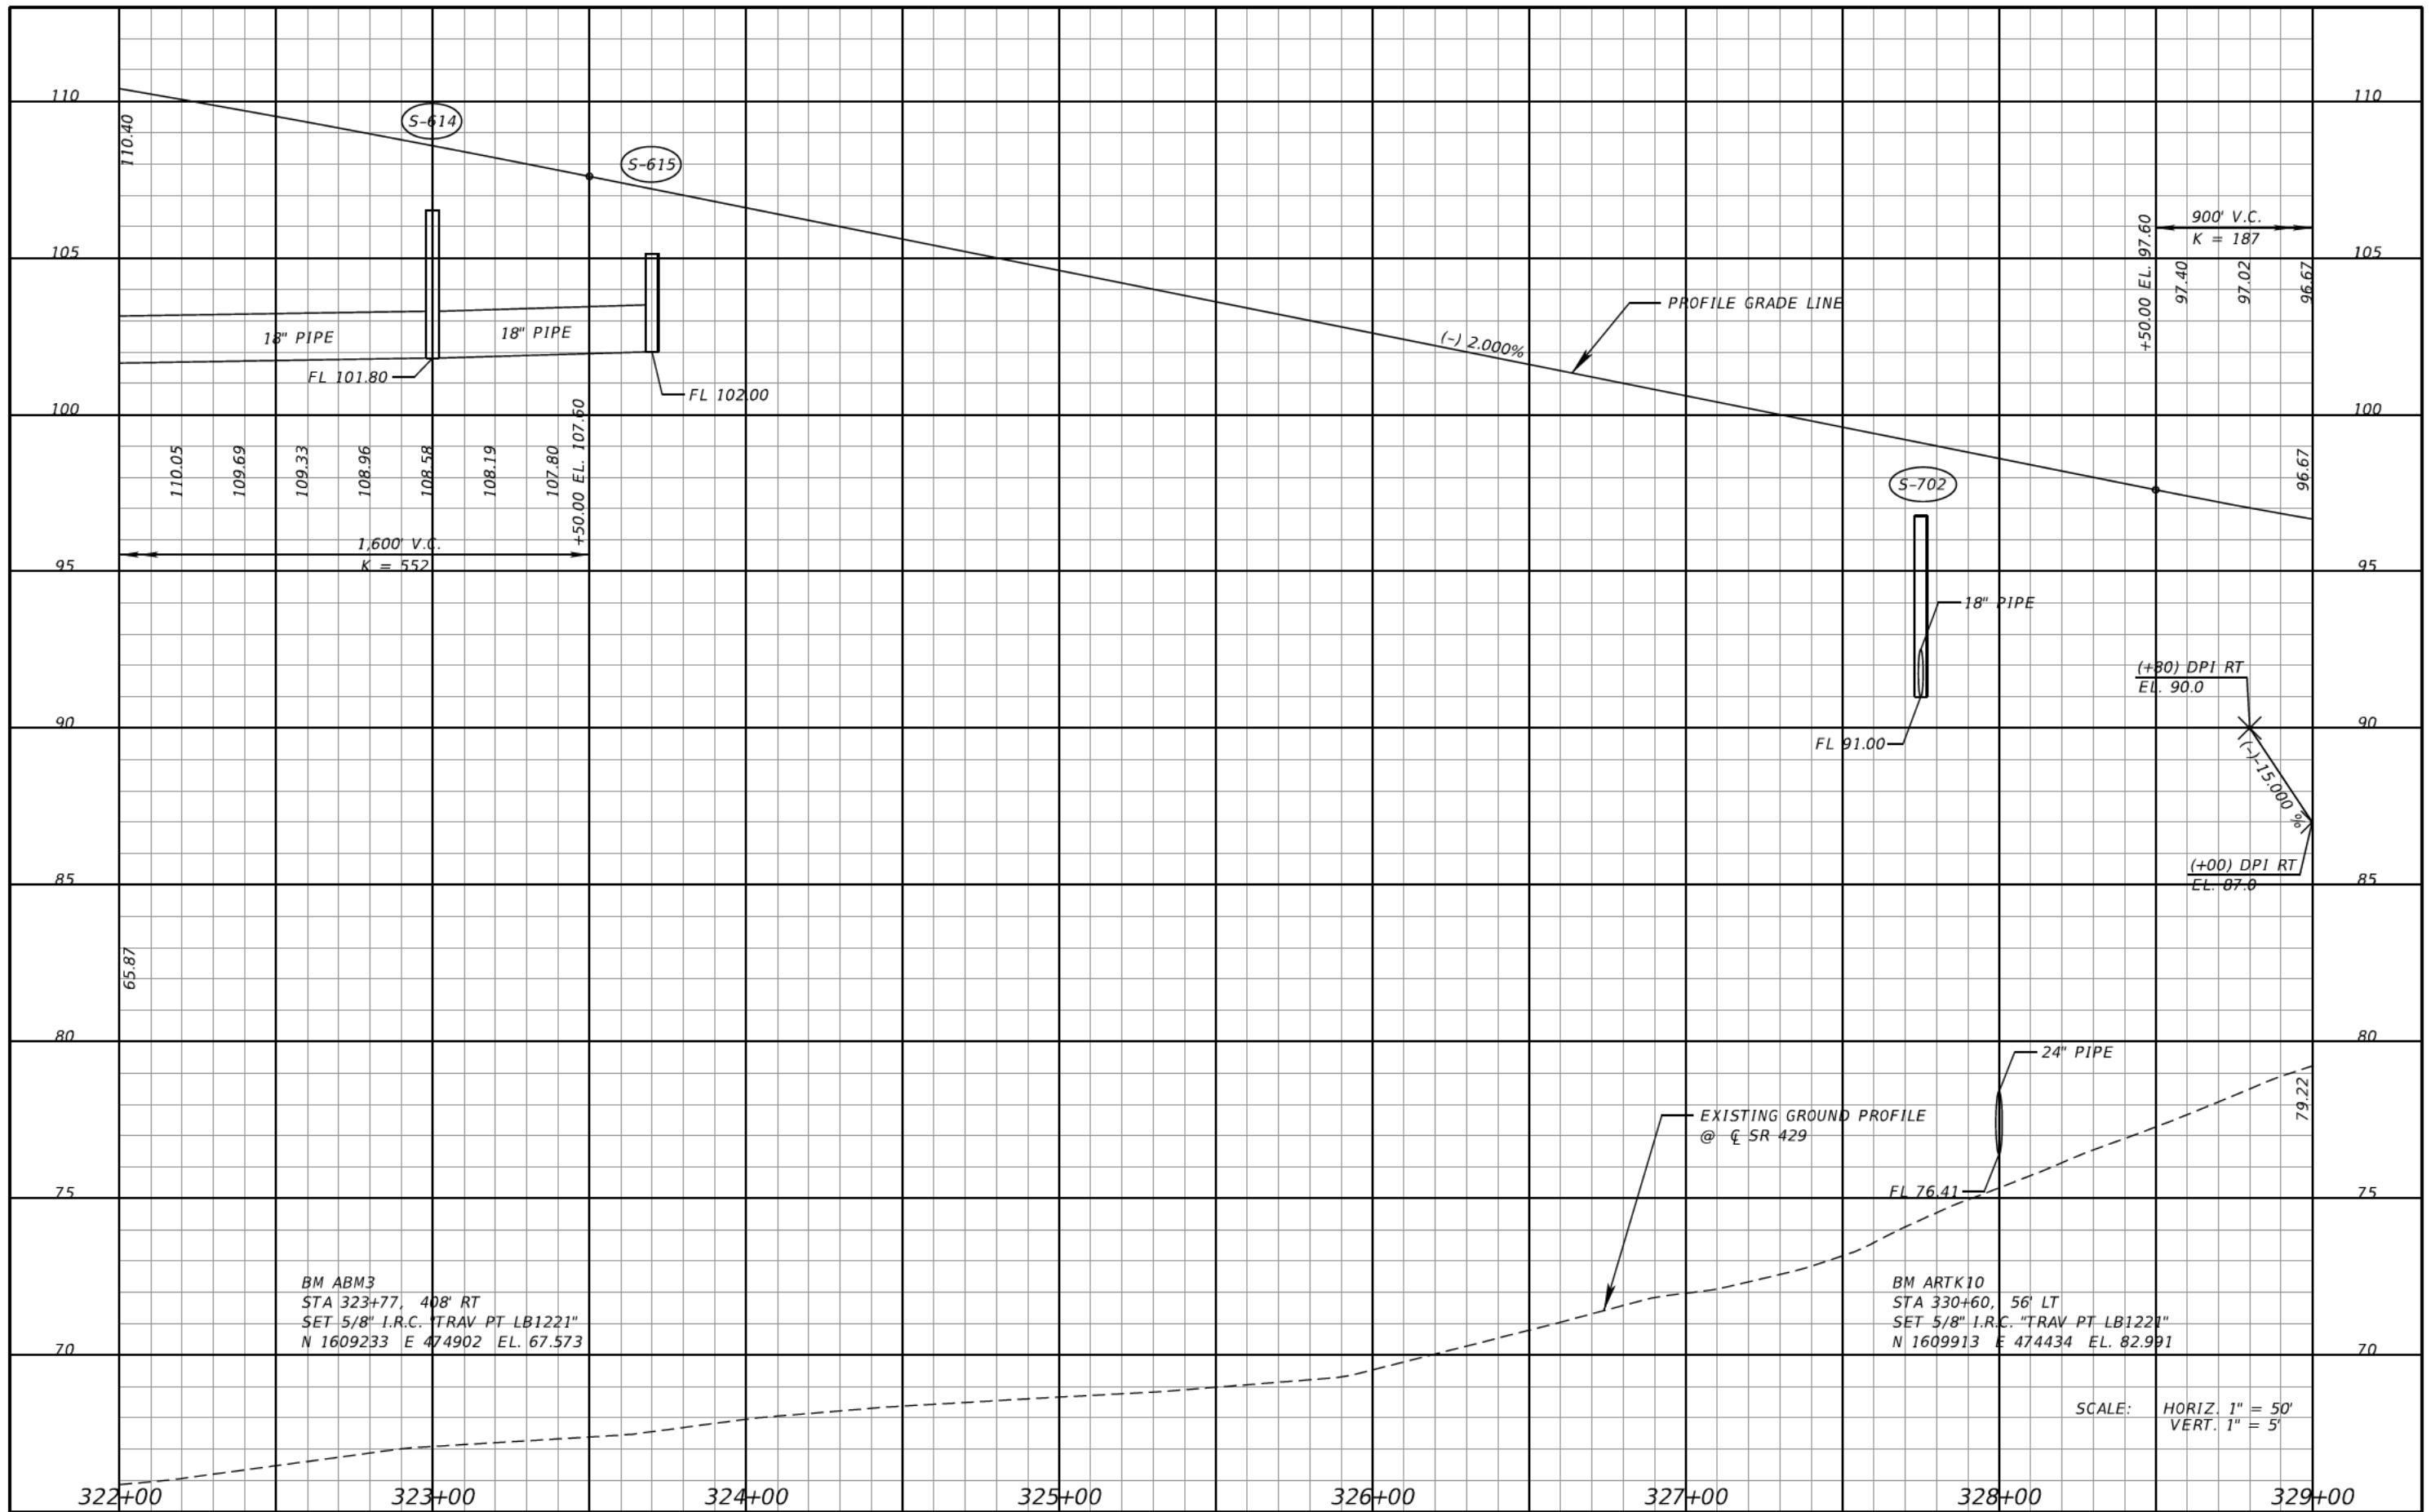 110
110
110.40
S-614
S-615
105
105
900' V.C.
K = 187
+50.00 EL. 97.60
97.40
97.02
96.67
PROFILE GRADE LINE
18" PIPE
18" PIPE
(-) 2.000%
FL 101.80
FL 102.00
100
100
110.05
109.69
109.33
108.96
108.58
108.19
107.80
+50.00 EL. 107.60
96.67
S-702
1,600' V.C.
K = 552
95
95
18" PIPE
(+80) DPI RT
EL. 90.0
90
90
FL 91.00
(-)-15.000 %
(+00) DPI RT
EL. 87.0
85
85
65.87
80
80
24" PIPE
79.22
EXISTING GROUND PROFILE
@ ℄ SR 429
FL 76.41
75
75
BM ABM3
STA 323+77, 408' RT
SET 5/8" I.R.C. "TRAV PT LB1221"
N 1609233 E 474902 EL. 67.573
BM ARTK10
STA 330+60, 56' LT
SET 5/8" I.R.C. "TRAV PT LB1221"
N 1609913 E 474434 EL. 82.991
70
70
SCALE: HORIZ. 1" = 50'
VERT. 1" = 5'
322+00
323+00
324+00
325+00
326+00
327+00
328+00
329+00